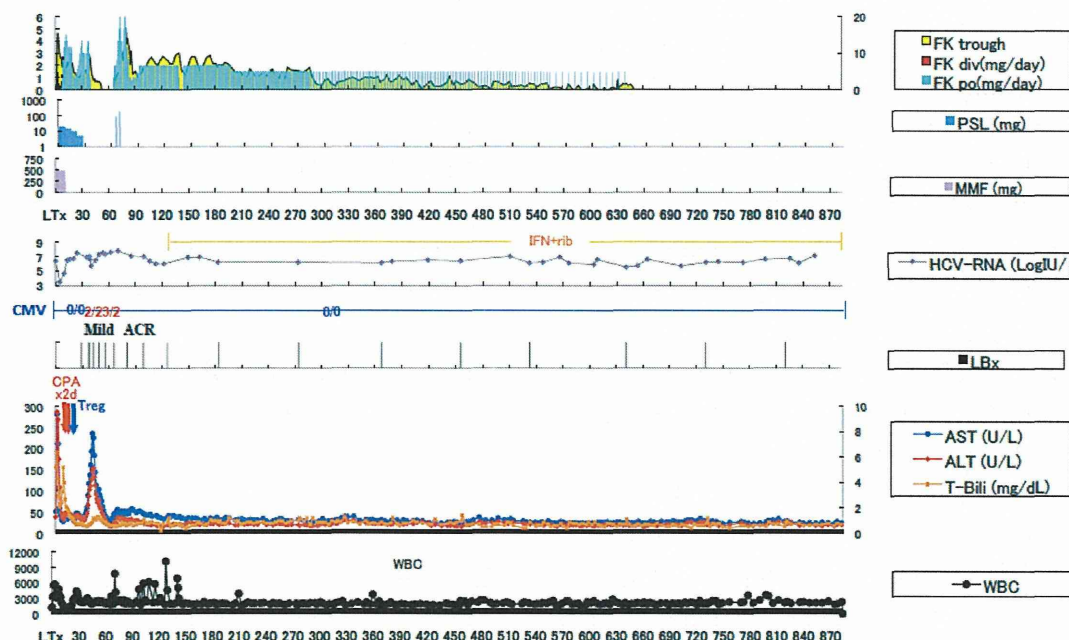 6 20
5
4
3 10
2
1
0 0
FK trough
FK div(mg/day)
FK po(mg/day)
1000
100
10
1
PSL (mg)
750
500
250
0
MMF (mg)
LTx 30 60 90 120 150 180 210 240 270 300 330 360 390 420 450 480 510 540 570 600 630 660 690 720 750 780 810 840 870
9
7
5
3
IFN+rib
HCV-RNA (LogIU/
CMV 0/0 2/23/2 0/0
Mild ACR
LBx
CPA
x2d
Treg
300 10
250 8
200 6
150
100 4
50 2
0 0
AST (U/L)
ALT (U/L)
T-Bili (mg/dL)
12000
9000
6000
3000
0
WBC
WBC
LTx 30 60 90 120 150 180 210 240 270 300 330 360 390 420 450 480 510 540 570 600 630 660 690 720 750 780 810 840 870